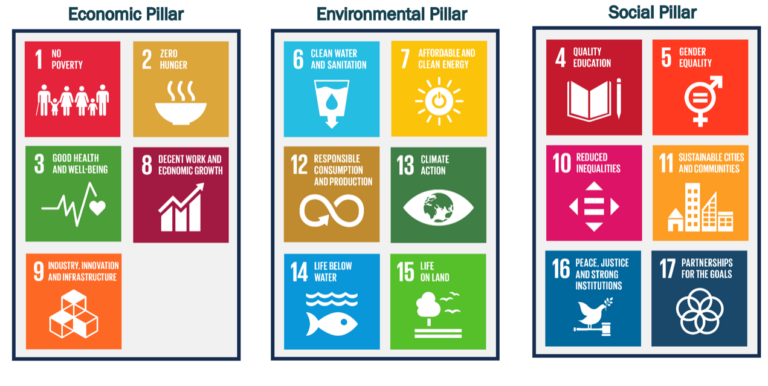 Economic Pillar
1 NO
POVERTY
2 ZERO
HUNGER
3 GOOD HEALTH
AND WELL-BEING
8 DECENT WORK AND
ECONOMIC GROWTH
9 INDUSTRY, INNOVATION
AND INFRASTRUCTURE
Environmental Pillar
6 CLEAN WATER
AND SANITATION
7 AFFORDABLE AND
CLEAN ENERGY
12 RESPONSIBLE
CONSUMPTION
AND PRODUCTION
13 CLIMATE
ACTION
14 LIFE BELOW
WATER
15 LIFE
ON LAND
Social Pillar
4 QUALITY
EDUCATION
5 GENDER
EQUALITY
10 REDUCED
INEQUALITIES
11 SUSTAINABLE CITIES
AND COMMUNITIES
16 PEACE, JUSTICE
AND STRONG
INSTITUTIONS
17 PARTNERSHIPS
FOR THE GOALS